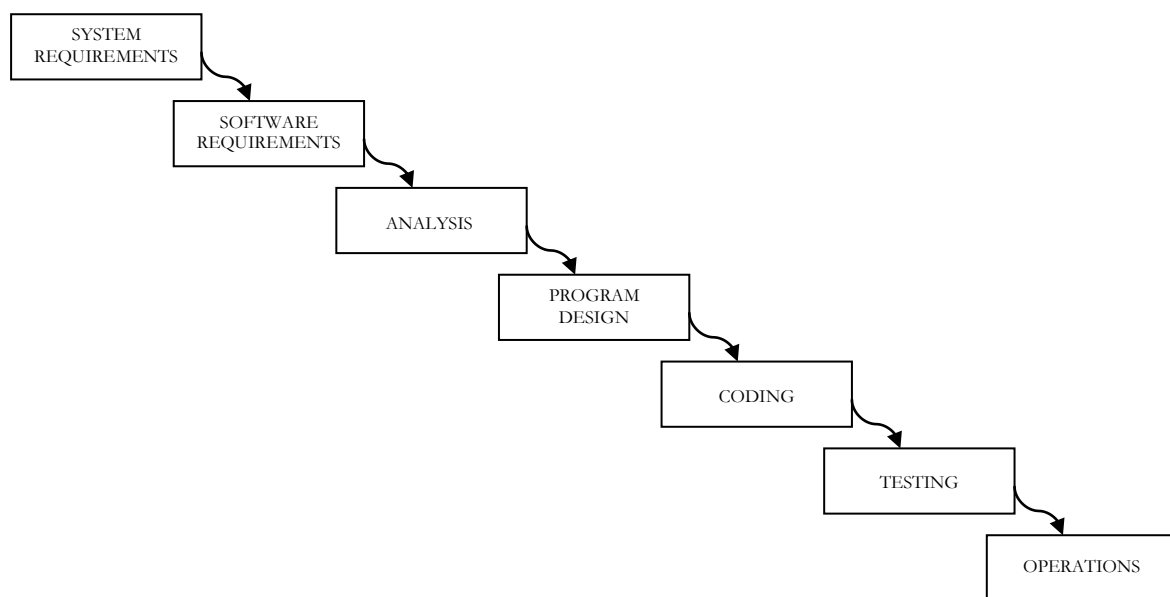 SYSTEM
REQUIREMENTS
SOFTWARE
REQUIREMENTS
ANALYSIS
PROGRAM
DESIGN
CODING
TESTING
OPERATIONS